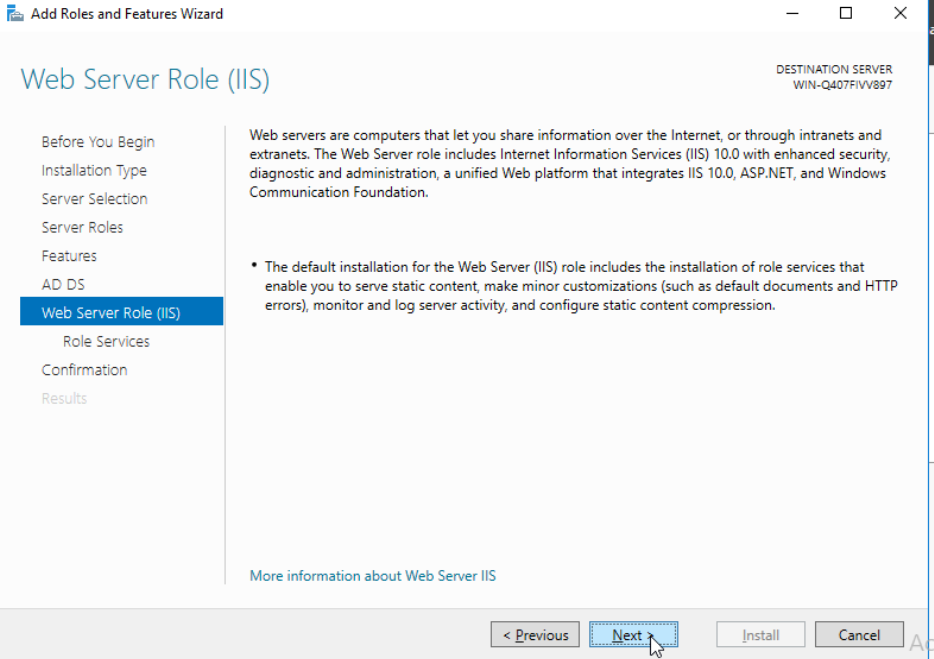 Add Roles and Features Wizard
Web Server Role (IIS)
DESTINATION SERVER
WIN-Q407FIVV897
Before You Begin
Installation Type
Server Selection
Server Roles
Features
AD DS
Web Server Role (IIS)
Role Services
Confirmation
Results
Web servers are computers that let you share information over the Internet, or through intranets and
extranets. The Web Server role includes Internet Information Services (IIS) 10.0 with enhanced security,
diagnostic and administration, a unified Web platform that integrates IIS 10.0, ASP.NET, and Windows
Communication Foundation.
• The default installation for the Web Server (IIS) role includes the installation of role services that
enable you to serve static content, make minor customizations (such as default documents and HTTP
errors), monitor and log server activity, and configure static content compression.
More information about Web Server IIS
< Previous
Next >
Install
Cancel